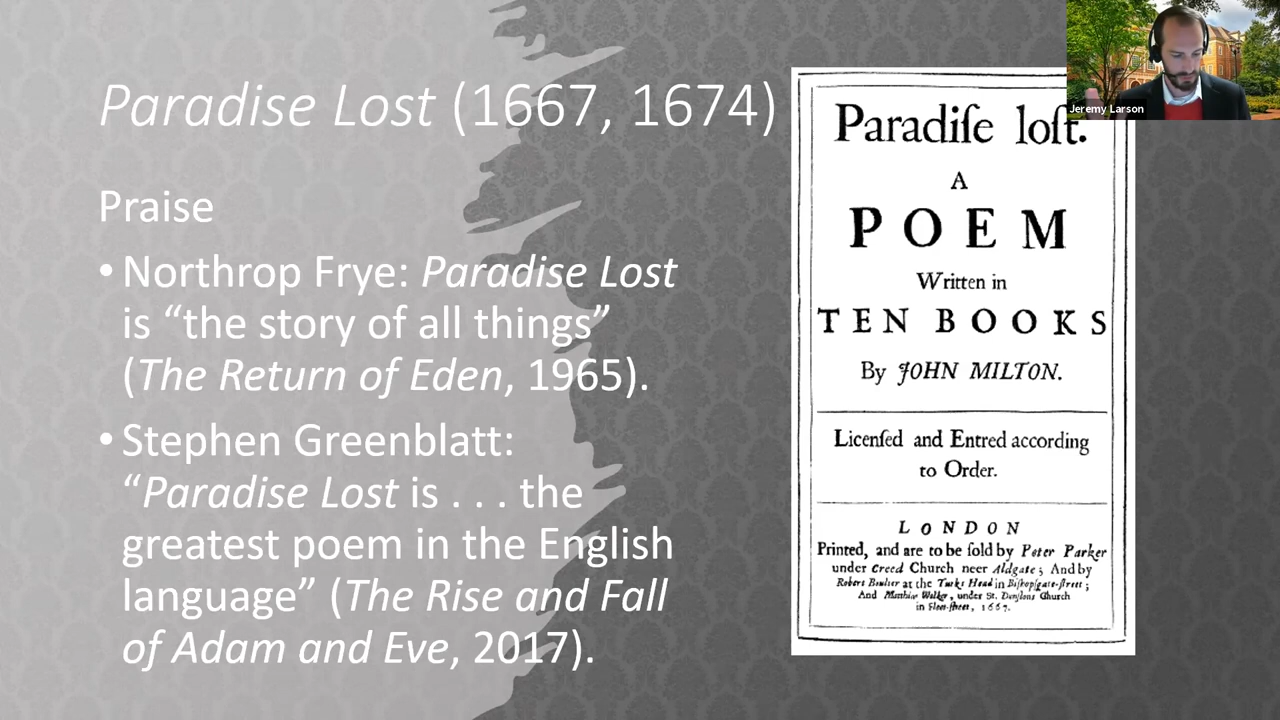 Paradise Lost (1667, 1674)
Praise
• Northrop Frye: Paradise Lost
is “the story of all things”
(The Return of Eden, 1965).
• Stephen Greenblatt:
“Paradise Lost is . . . the
greatest poem in the English
language” (The Rise and Fall
of Adam and Eve, 2017).
Paradiſe loſt.
A
POEM
Written in
TEN BOOKS
By JOHN MILTON.
Licenſed and Entred according
to Order.
LONDON
Printed, and are to be ſold by Peter Parker
under Creed Church neer Aldgate; And by
Robert Boulter at the Turks Head in Biſhopſgate-ſtreet;
And Matthias Walker, under St. Dunſtons Church
in Fleet-ſtreet, 1667.
Jeremy Larson